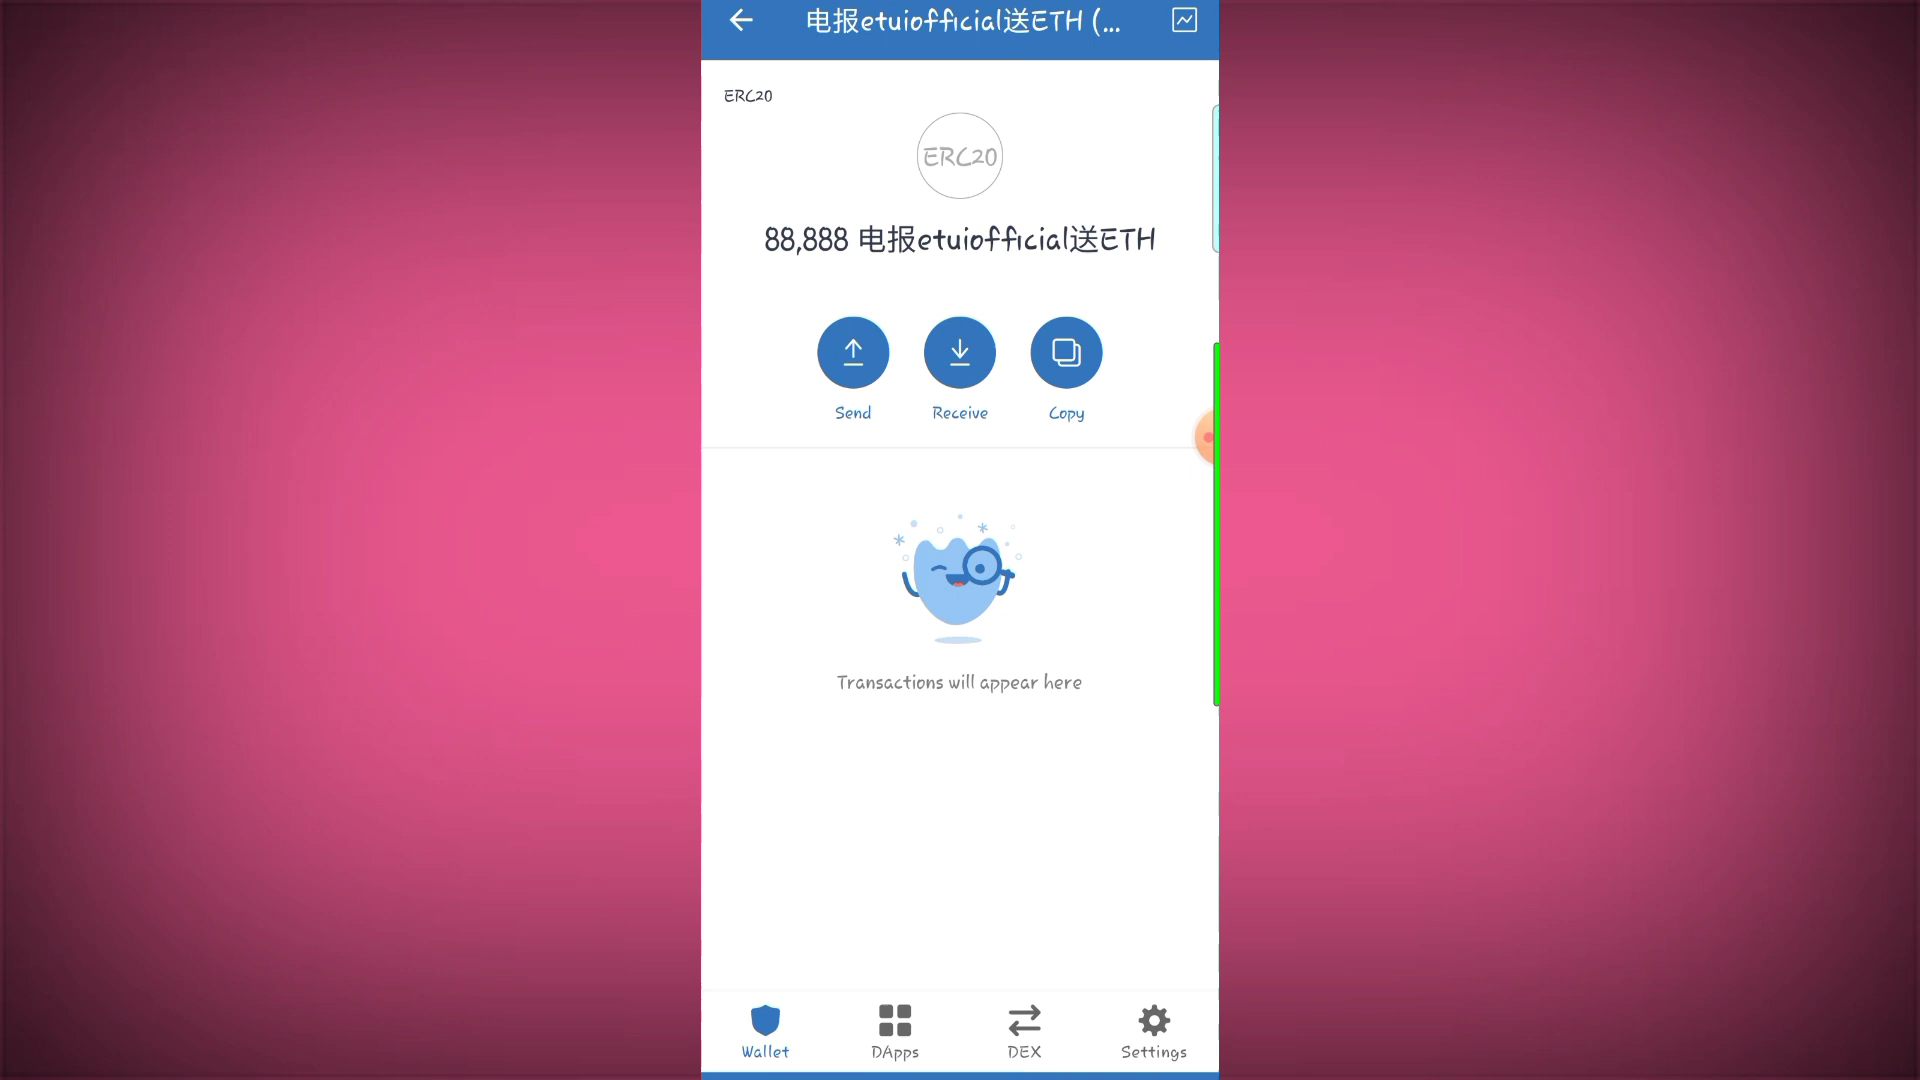 电报etuiofficial送ETH (...
ERC20
ERC20
88,888 电报etuiofficial送ETH
Send
Receive
Copy
Transactions will appear here
Wallet
DApps
DEX
Settings